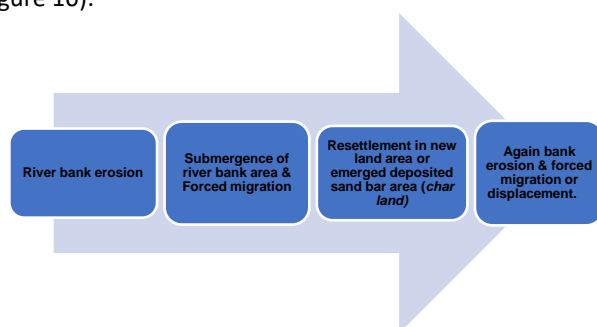 gure 10).
River bank erosion
Submergence of
river bank area &
Forced migration
Resettlement in new
land area or
emerged deposited
sand bar area (char
land)
Again bank
erosion & forced
migration or
displacement.